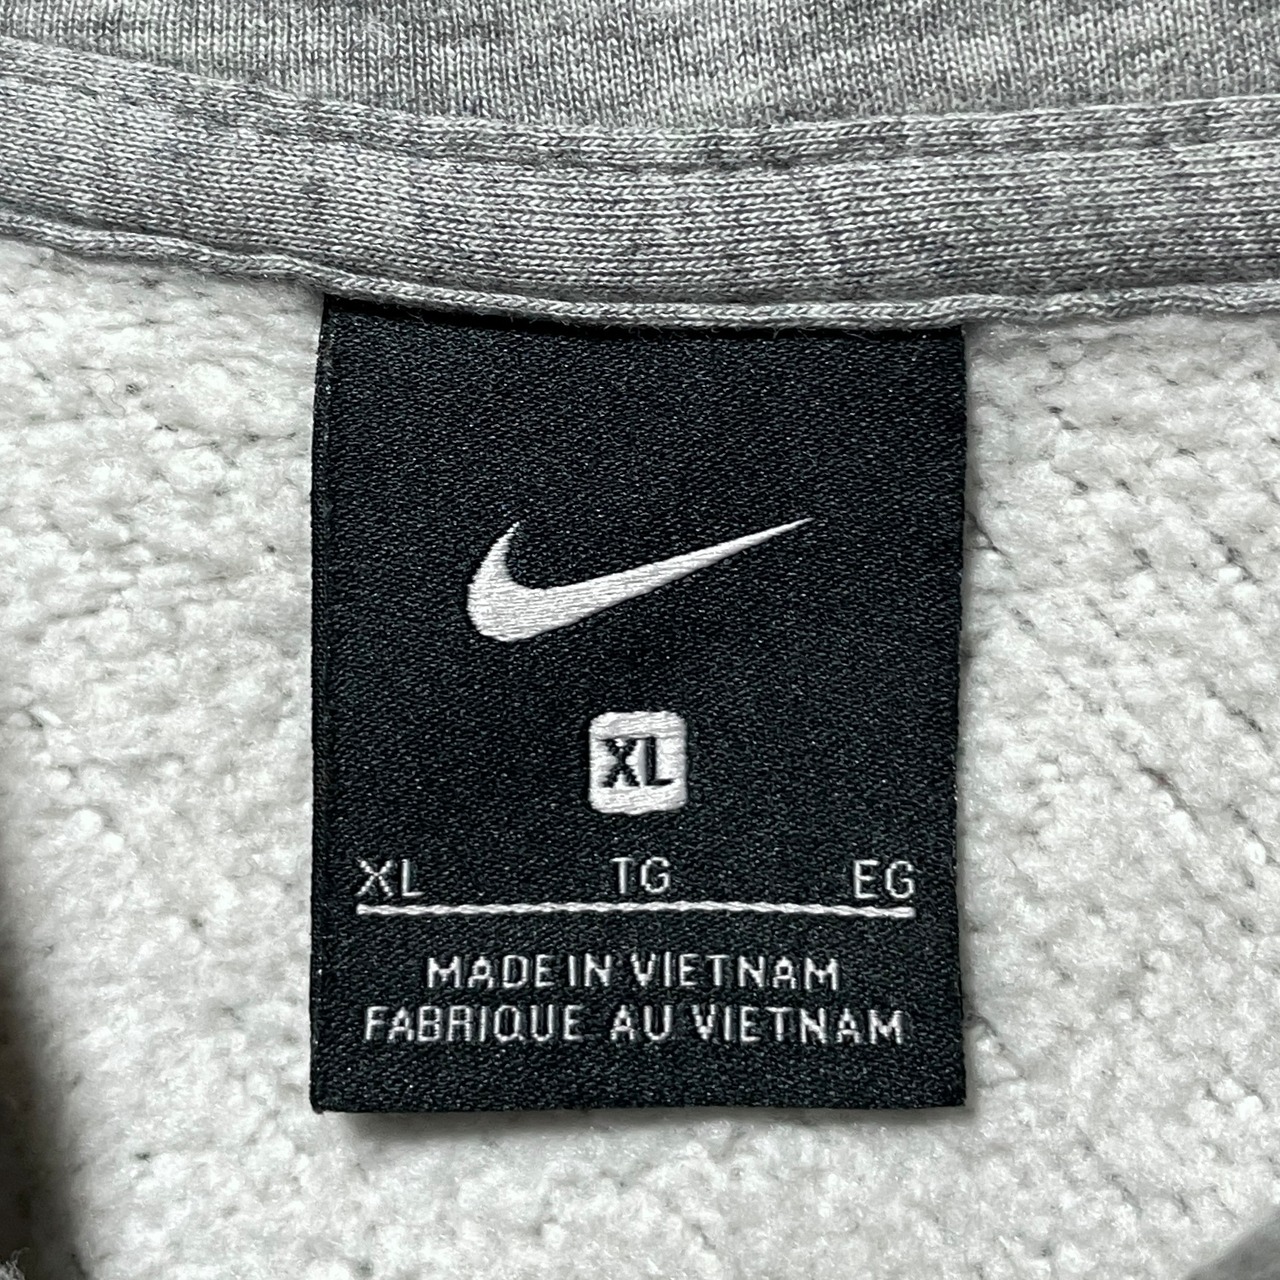 XL
XL TG EG
MADE IN VIETNAM
FABRIQUE AU VIETNAM